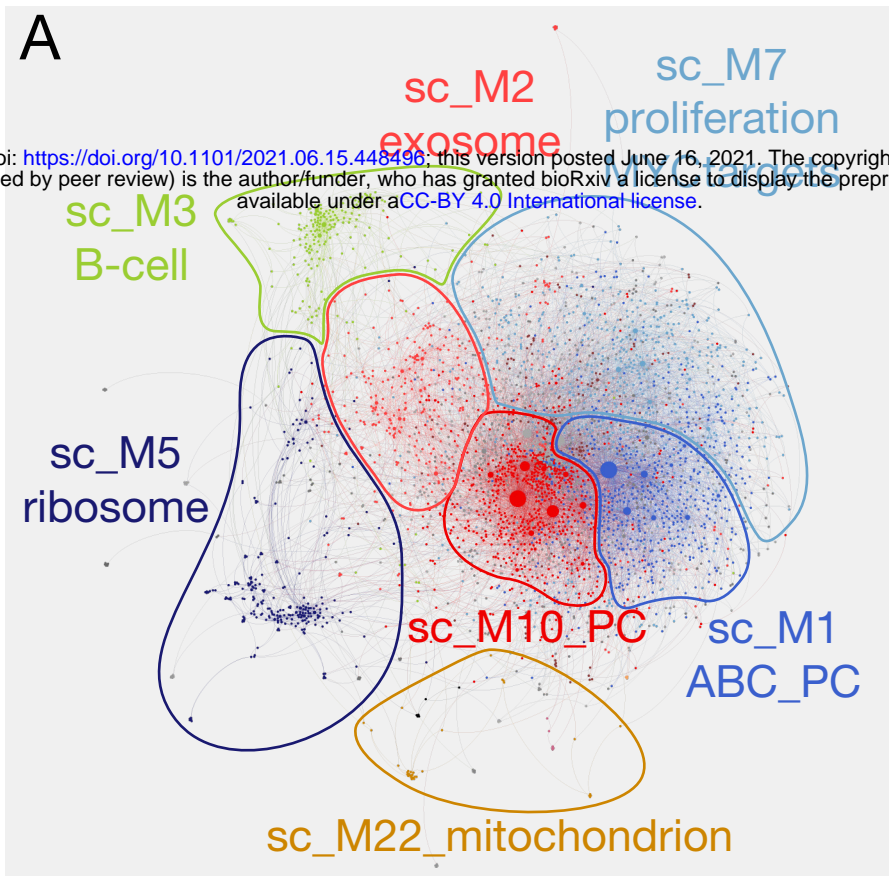 A
sc_M2
exosome
sc_M7
proliferation
MYC targets
oi: https://doi.org/10.1101/2021.06.15.448496; this version posted June 16, 2021. The copyrigh
ed by peer review) is the author/funder, who has granted bioRxiv a license to display the prepr
available under aCC-BY 4.0 International license.
sc_M3
B-cell
sc_M5
ribosome
sc_M10_PC
sc_M1
ABC_PC
sc_M22_mitochondrion